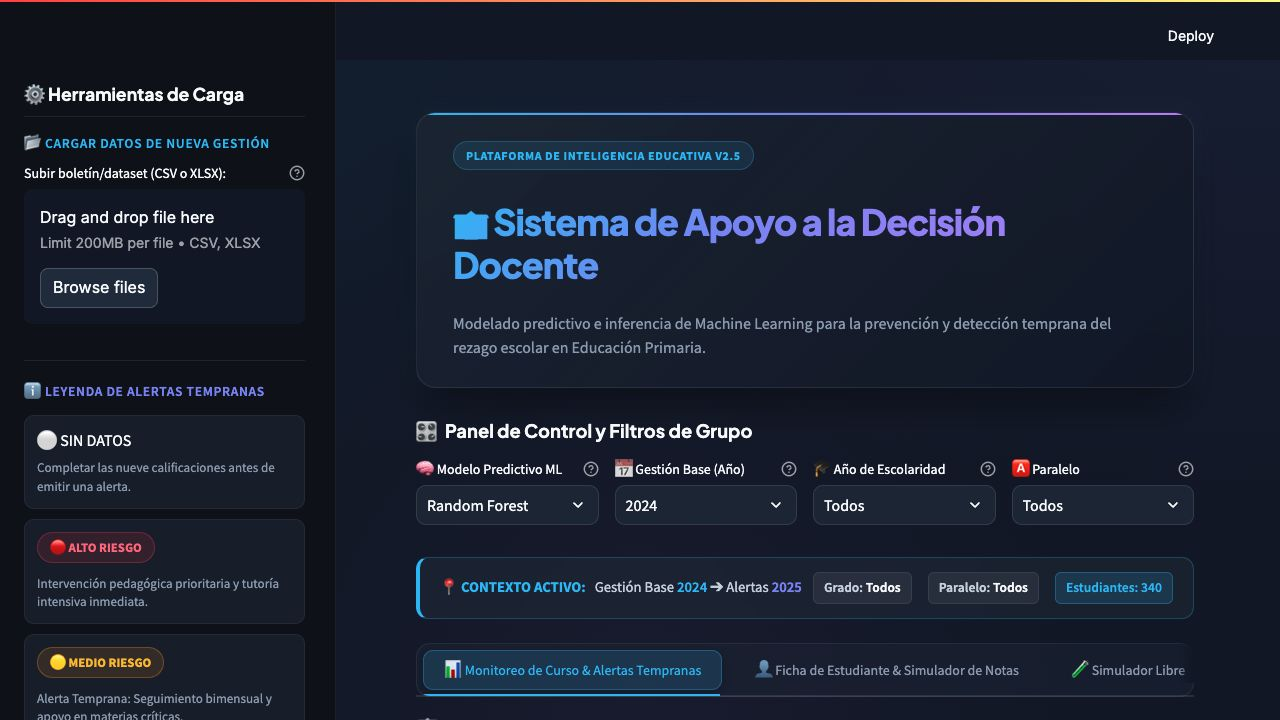 Deploy
Herramientas de Carga
CARGAR DATOS DE NUEVA GESTIÓN
Subir boletín/dataset (CSV o XLSX):
Drag and drop file here
Limit 200MB per file • CSV, XLSX
Browse files
LEYENDA DE ALERTAS TEMPRANAS
SIN DATOS
Completar las nueve calificaciones antes de
emitir una alerta.
ALTO RIESGO
Intervención pedagógica prioritaria y tutoría
intensiva inmediata.
MEDIO RIESGO
Alerta Temprana: Seguimiento bimensual y
apoyo en materias críticas.
PLATAFORMA DE INTELIGENCIA EDUCATIVA V2.5
Sistema de Apoyo a la Decisión
Docente
Modelado predictivo e inferencia de Machine Learning para la prevención y detección temprana del
rezago escolar en Educación Primaria.
Panel de Control y Filtros de Grupo
Modelo Predictivo ML
Random Forest
Gestión Base (Año)
2024
Año de Escolaridad
Todos
Paralelo
Todos
CONTEXTO ACTIVO: Gestión Base 2024 ➔ Alertas 2025 Grado: Todos Paralelo: Todos Estudiantes: 340
Monitoreo de Curso & Alertas Tempranas
Ficha de Estudiante & Simulador de Notas
Simulador Libre